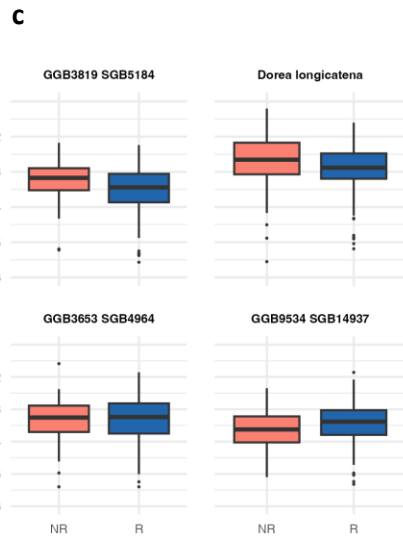 c
GGB3819 SGB5184
Dorea longicatena
GGB3653 SGB4964
GGB9534 SGB14937
NR
R
NR
R